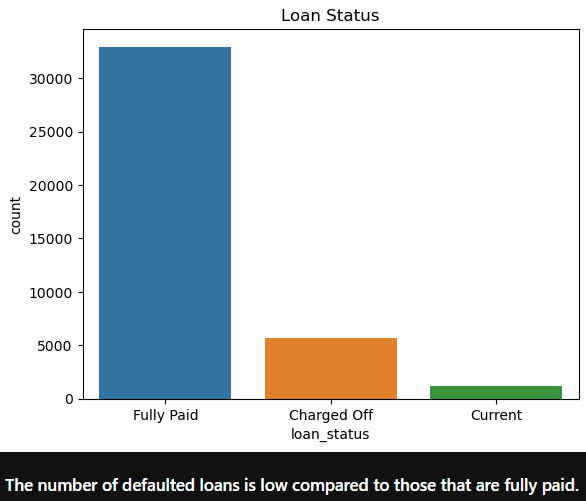 Loan Status
30000
25000
20000
15000
10000
5000
0
count
Fully Paid Charged Off Current
loan_status
The number of defaulted loans is low compared to those that are fully paid.